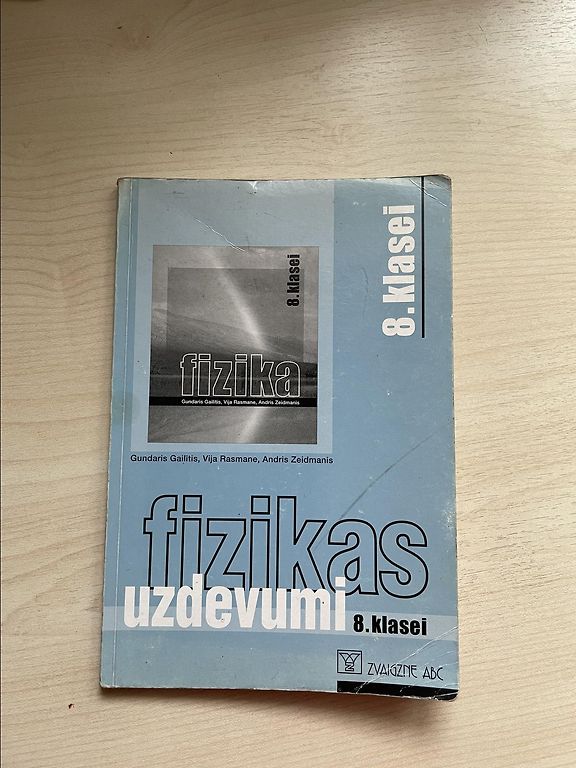 8.klasei
8.klasei
fizika
Gundaris Gailītis, Vija Rasmane, Andris Zeidmanis
Gundaris Gailītis, Vija Rasmane, Andris Zeidmanis
fizikas
uzdevumi 8.klasei
ZVAIGZNE ABC